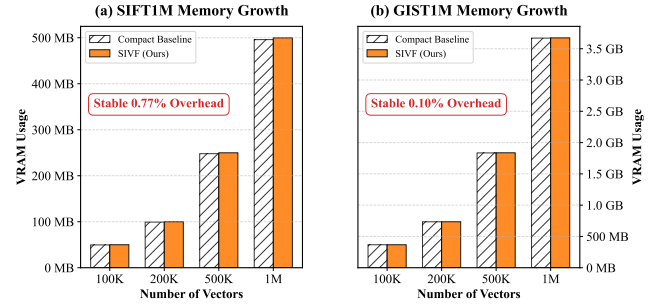 (a) SIFT1M Memory Growth
500 MB
400 MB
300 MB
200 MB
100 MB
0 MB
VRAM Usage
Compact Baseline
SIVF (Ours)
Stable 0.77% Overhead
100K
200K
500K
1M
Number of Vectors
(b) GIST1M Memory Growth
Compact Baseline
SIVF (Ours)
Stable 0.10% Overhead
3.5 GB
3.0 GB
2.5 GB
2.0 GB
1.5 GB
1.0 GB
500 MB
0 MB
VRAM Usage
100K
200K
500K
1M
Number of Vectors